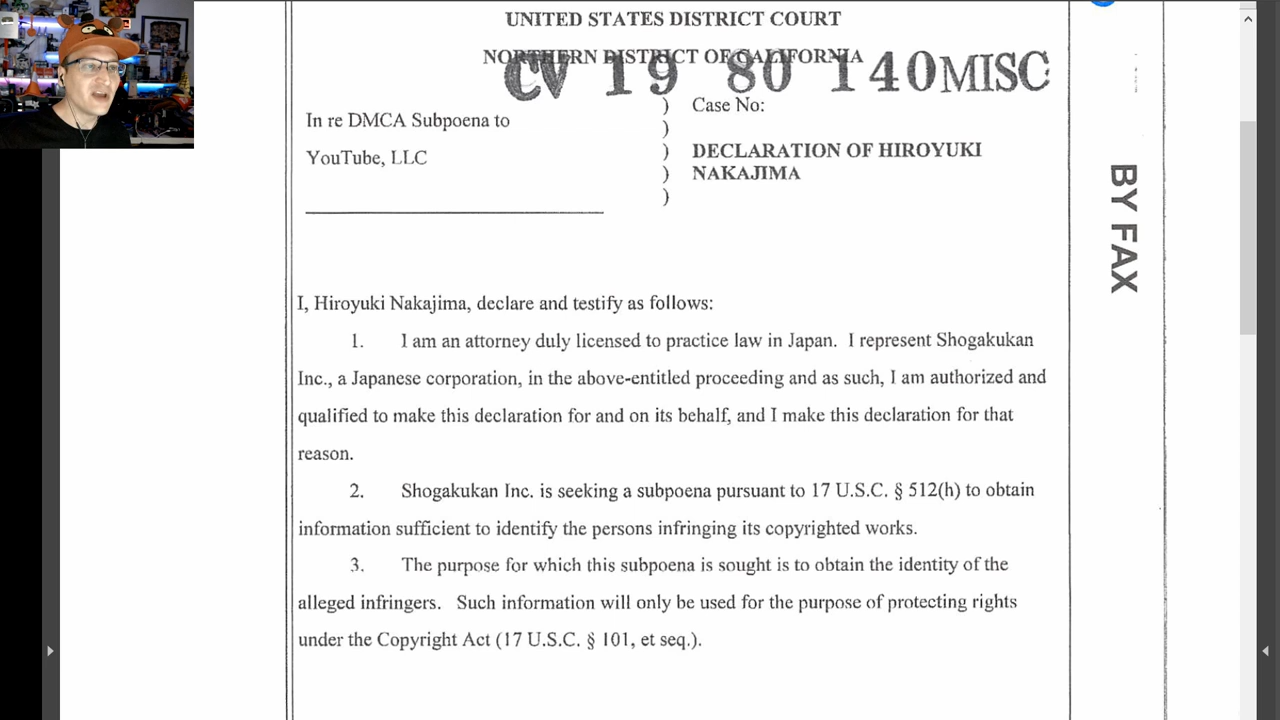 UNITED STATES DISTRICT COURT
NORTHERN DISTRICT OF CALIFORNIA
CV 19 80 140MISC
In re DMCA Subpoena to
YouTube, LLC
) Case No:
)
) DECLARATION OF HIROYUKI
) NAKAJIMA
)
BY FAX
I, Hiroyuki Nakajima, declare and testify as follows:
1. I am an attorney duly licensed to practice law in Japan. I represent Shogakukan
Inc., a Japanese corporation, in the above-entitled proceeding and as such, I am authorized and
qualified to make this declaration for and on its behalf, and I make this declaration for that
reason.
2. Shogakukan Inc. is seeking a subpoena pursuant to 17 U.S.C. § 512(h) to obtain
information sufficient to identify the persons infringing its copyrighted works.
3. The purpose for which this subpoena is sought is to obtain the identity of the
alleged infringers. Such information will only be used for the purpose of protecting rights
under the Copyright Act (17 U.S.C. § 101, et seq.).